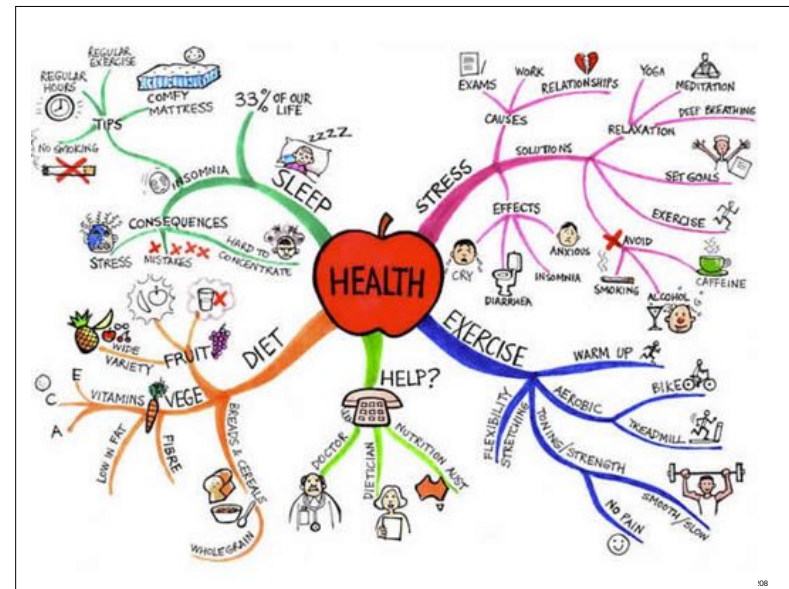 HEALTH
SLEEP
33% OF OUR
LIFE
ZZZZ
INSOMNIA
TIPS
REGULAR
HOURS
REGULAR
EXERCISE
COMFY
MATTRESS
NO SMOKING
CONSEQUENCES
STRESS
MISTAKES
HARD TO
CONCENTRATE
STRESS
CAUSES
EXAMS
WORK
RELATIONSHIPS
SOLUTIONS
RELAXATION
YOGA
MEDITATION
DEEP BREATHING
SET GOALS
EXERCISE
AVOID
SMOKING
ALCOHOL
CAFFEINE
EFFECTS
CRY
DIARRHEA
INSOMNIA
ANXIOUS
DIET
FRUIT
WIDE
VARIETY
VEGE
VITAMINS
E
C
A
LOW IN FAT
FIBRE
BREADS & CEREALS
WHOLEGRAIN
HELP?
DOCTOR
DIETICIAN
NUTRITION AUST
EXERCISE
WARM UP
AEROBIC
BIKE
TREADMILL
TONING/STRENGTH
SMOOTH/SLOW
NO PAIN
FLEXIBILITY
STRETCHING